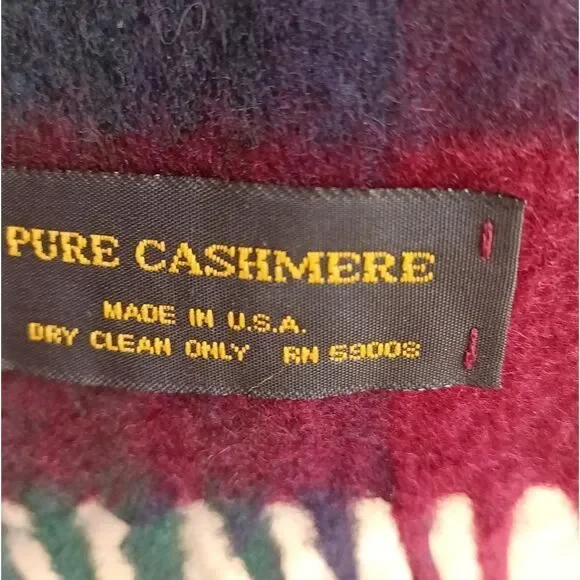 PURE CASHMERE
MADE IN U.S.A.
DRY CLEAN ONLY RN 59008